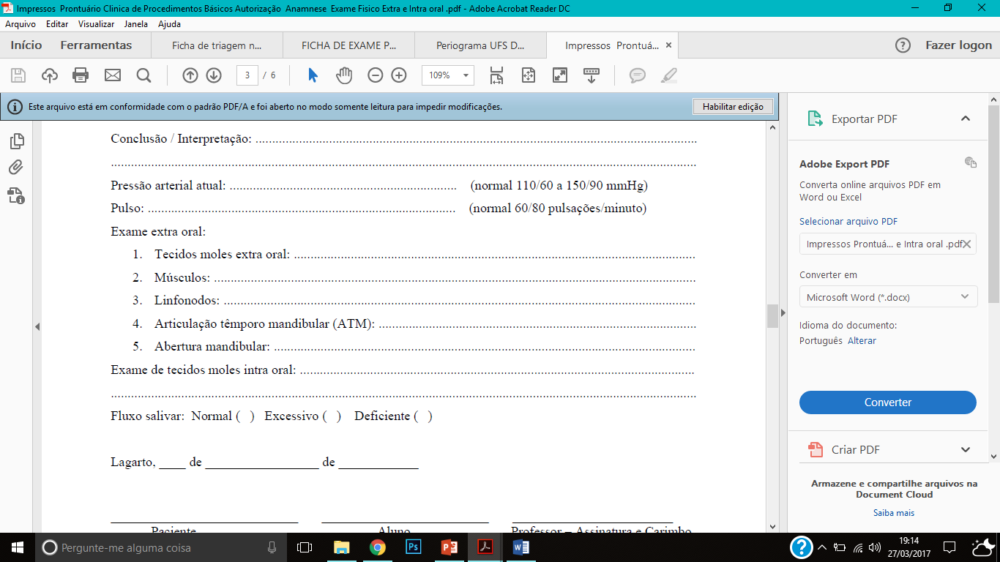 Impressos  Prontuário Clinica de Procedimentos Básicos Autorização  Anamnese  Exame Fisico Extra e Intra oral .pdf - Adobe Acrobat Reader DC
Arquivo Editar Visualizar Janela Ajuda
Início Ferramentas Ficha de triagem n... FICHA DE EXAME P... Periograma UFS D... Impressos  Prontuá... × ? Fazer logon
3 / 6 109%
Este arquivo está em conformidade com o padrão PDF/A e foi aberto no modo somente leitura para impedir modificações. Habilitar edição
Conclusão / Interpretação: ....................................................................................................
....................................................................................................
Pressão arterial atual: .................................................................... (normal 110/60 a 150/90 mmHg)
Pulso: ............................................................................................ (normal 60/80 pulsações/minuto)
Exame extra oral:
1. Tecidos moles extra oral: ....................................................................................................
2. Músculos: ....................................................................................................
3. Linfonodos: ....................................................................................................
4. Articulação têmporo mandibular (ATM): ....................................................................................................
5. Abertura mandibular: ....................................................................................................
Exame de tecidos moles intra oral: ....................................................................................................
....................................................................................................
Fluxo salivar:  Normal (   )   Excessivo (   )    Deficiente (   )
Lagarto, ____ de _________________ de ____________
____________________________ _________________________ ________________________
Paciente Aluno Professor – Assinatura e Carimbo
Exportar PDF
Adobe Export PDF
Converta online arquivos PDF em
Word ou Excel
Selecionar arquivo PDF
Impressos Prontuá... e Intra oral .pdf ×
Converter em
Microsoft Word (*.docx)
Idioma do documento:
Português Alterar
Converter
Criar PDF
Armazene e compartilhe arquivos na
Document Cloud
Saiba mais
Pergunte-me alguma coisa
Ps
?
19:14
27/03/2017